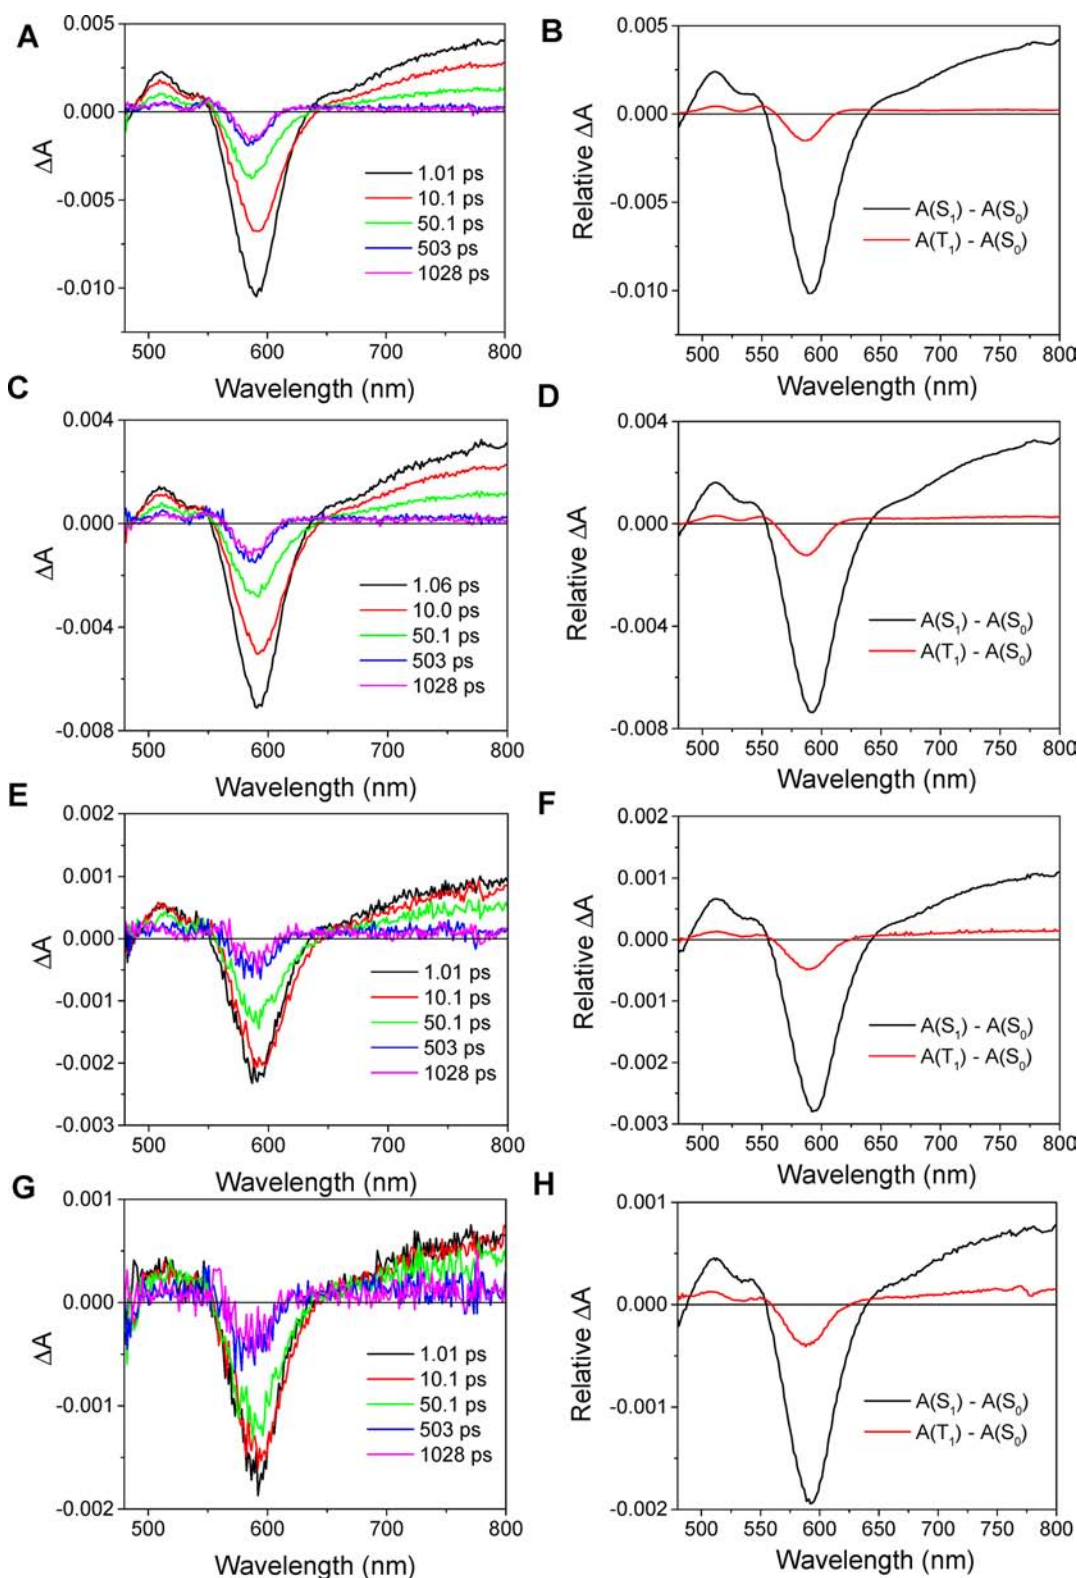 A
0.005
0.000
-0.005
-0.010
ΔA
1.01 ps
10.1 ps
50.1 ps
503 ps
1028 ps
500 600 700 800
Wavelength (nm)
B
0.005
0.000
-0.005
-0.010
Relative ΔA
A(S₁) - A(S₀)
A(T₁) - A(S₀)
500 550 600 650 700 750 800
Wavelength (nm)
C
0.004
0.000
-0.004
-0.008
ΔA
1.06 ps
10.0 ps
50.1 ps
503 ps
1028 ps
500 600 700 800
Wavelength (nm)
D
0.004
0.000
-0.004
-0.008
Relative ΔA
A(S₁) - A(S₀)
A(T₁) - A(S₀)
500 550 600 650 700 750 800
Wavelength (nm)
E
0.002
0.001
0.000
-0.001
-0.002
-0.003
ΔA
1.01 ps
10.1 ps
50.1 ps
503 ps
1028 ps
500 600 700 800
Wavelength (nm)
F
0.002
0.001
0.000
-0.001
-0.002
-0.003
Relative ΔA
A(S₁) - A(S₀)
A(T₁) - A(S₀)
500 550 600 650 700 750 800
Wavelength (nm)
G
0.001
0.000
-0.001
-0.002
ΔA
1.01 ps
10.1 ps
50.1 ps
503 ps
1028 ps
500 600 700 800
Wavelength (nm)
H
0.001
0.000
-0.001
-0.002
Relative ΔA
A(S₁) - A(S₀)
A(T₁) - A(S₀)
500 550 600 650 700 750 800
Wavelength (nm)